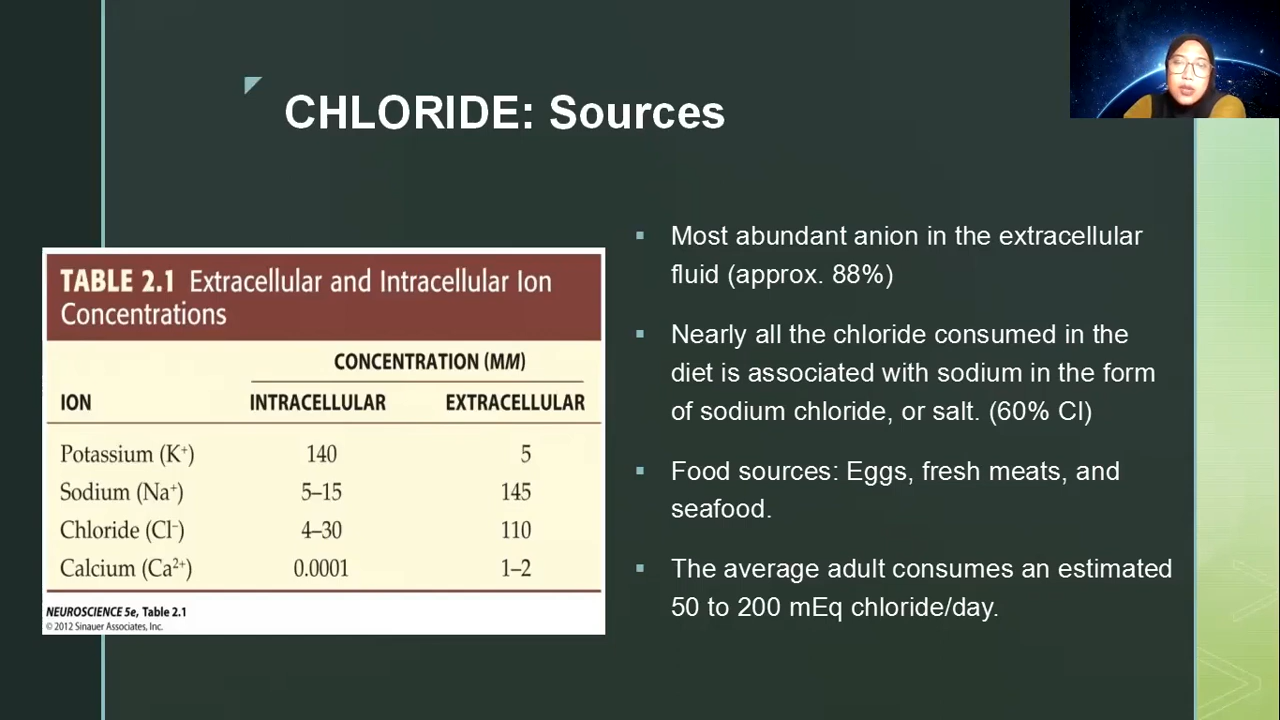 CHLORIDE: Sources
TABLE 2.1 Extracellular and Intracellular Ion
Concentrations
CONCENTRATION (MM)
ION INTRACELLULAR EXTRACELLULAR
Potassium (K⁺) 140 5
Sodium (Na⁺) 5–15 145
Chloride (Cl⁻) 4–30 110
Calcium (Ca²⁺) 0.0001 1–2
NEUROSCIENCE 5e, Table 2.1
© 2012 Sinauer Associates, Inc.
▪ Most abundant anion in the extracellular
fluid (approx. 88%)
▪ Nearly all the chloride consumed in the
diet is associated with sodium in the form
of sodium chloride, or salt. (60% Cl)
▪ Food sources: Eggs, fresh meats, and
seafood.
▪ The average adult consumes an estimated
50 to 200 mEq chloride/day.